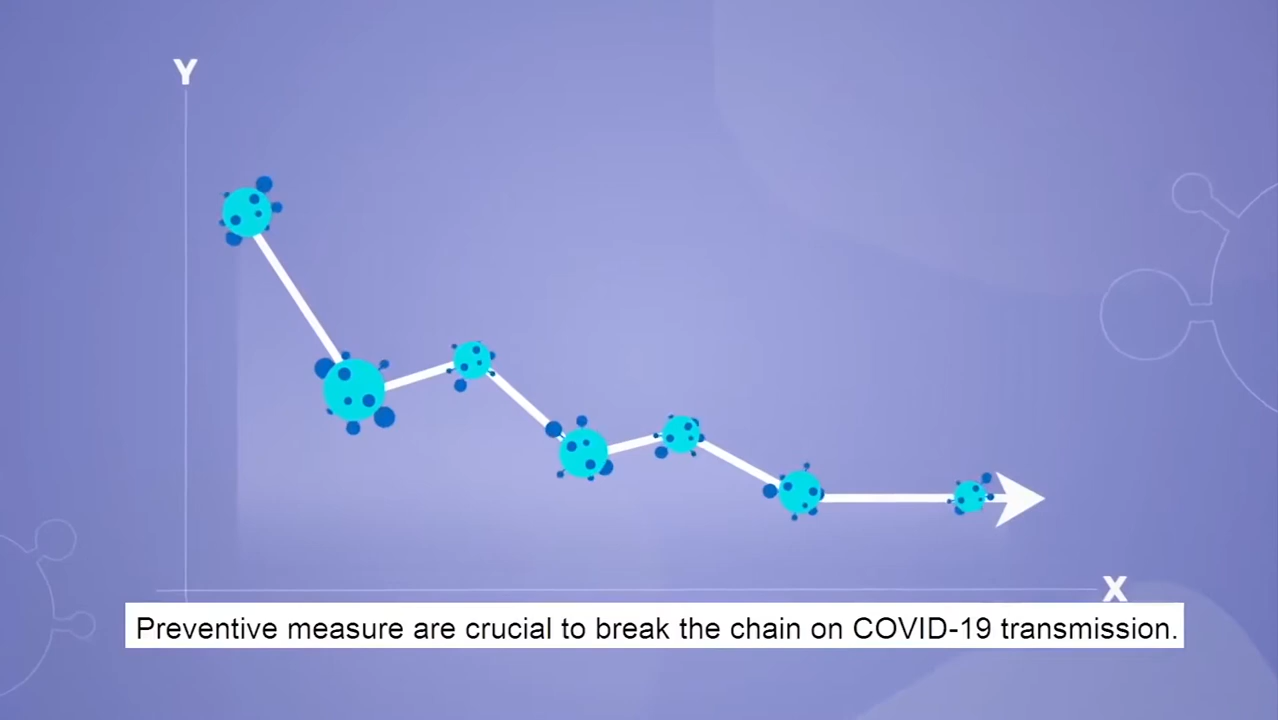 Y
X
Preventive measure are crucial to break the chain on COVID-19 transmission.